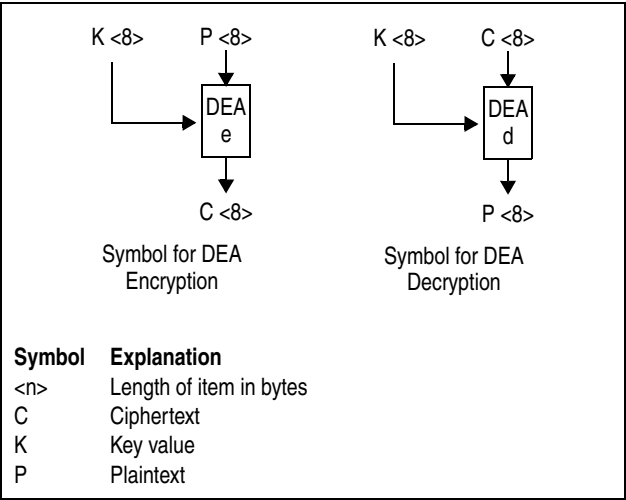 K <8> P <8> K <8> C <8>
DEA DEA
e d
C <8> P <8>
Symbol for DEA Symbol for DEA
Encryption Decryption
Symbol Explanation
<n> Length of item in bytes
C Ciphertext
K Key value
P Plaintext